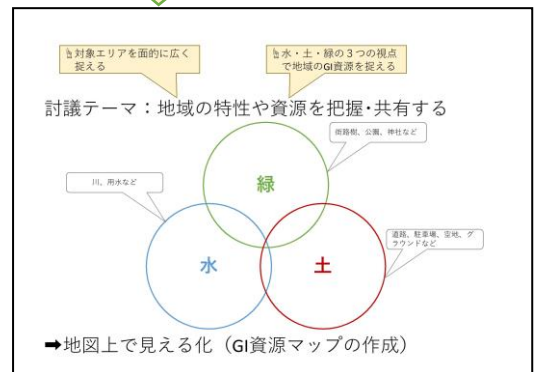 ☝対象エリアを面的に広く
捉える
☝水・土・緑の３つの視点
で地域のGI資源を捉える
討議テーマ：地域の特性や資源を把握・共有する
街路樹、公園、神社など
緑
川、用水など
道路、駐車場、空地、グ
ラウンドなど
水
土
➡地図上で見える化（GI資源マップの作成）